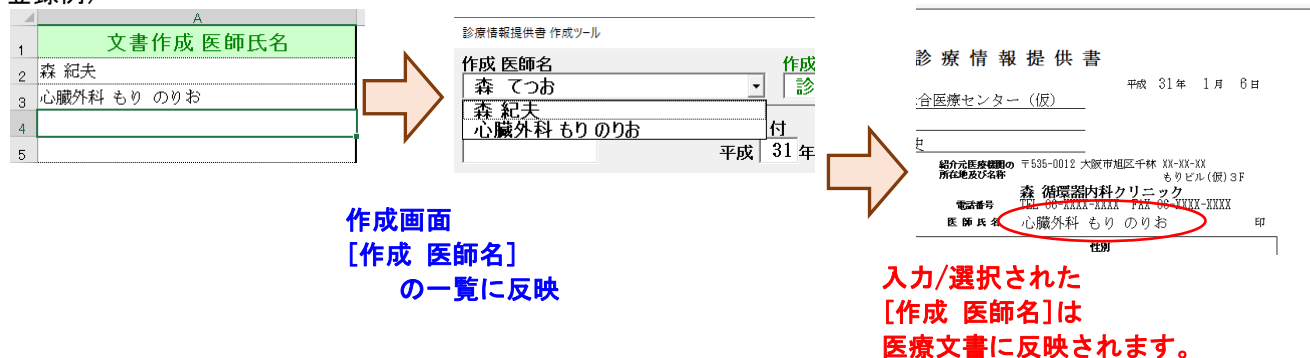 A
1 文書作成 医師氏名
2 森 紀夫
3 心臓外科 もり のりお
4
5
診療情報提供書 作成ツール
作成 医師名
作成
森 てつお
診
森 紀夫
心臓外科 もり のりお
付
平成 31 年
診 療 情 報 提 供 書
平成 31年 1月 6日
合医療センター (仮)
紹介元医療機関の 〒535-0012 大阪市旭区千林 XX-XX-XX
所在地及び名称 もりビル(仮)3F
森 循環器内科クリニック
電話番号 TEL 06-XXXX-XXXX FAX 06-XXXX-XXXX
医 師 氏 名 心臓外科 もり のりお 印
性別
作成画面
[作成 医師名]
の一覧に反映
入力/選択された
[作成 医師名]は
医療文書に反映されます。